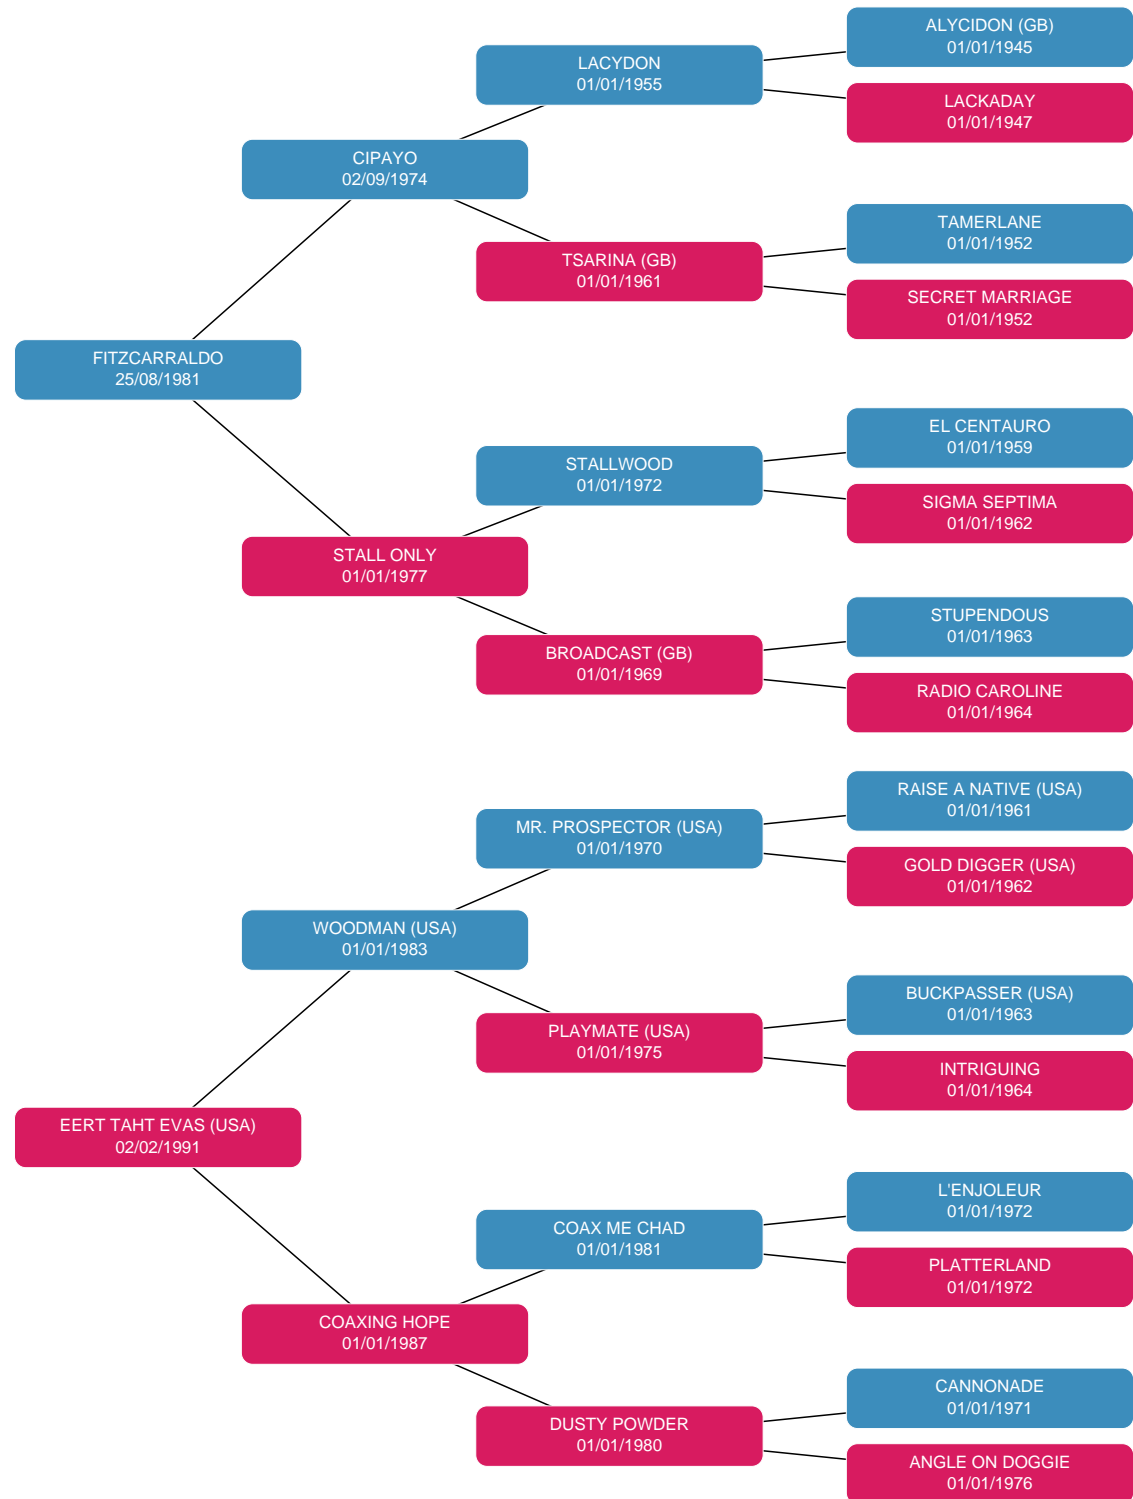 ALYCIDON (GB)
01/01/1945
LACYDON
01/01/1955
LACKADAY
01/01/1947
CIPAYO
02/09/1974
TAMERLANE
01/01/1952
TSARINA (GB)
01/01/1961
SECRET MARRIAGE
01/01/1952
FITZCARRALDO
25/08/1981
EL CENTAURO
01/01/1959
STALLWOOD
01/01/1972
SIGMA SEPTIMA
01/01/1962
STALL ONLY
01/01/1977
STUPENDOUS
01/01/1963
BROADCAST (GB)
01/01/1969
RADIO CAROLINE
01/01/1964
RAISE A NATIVE (USA)
01/01/1961
MR. PROSPECTOR (USA)
01/01/1970
GOLD DIGGER (USA)
01/01/1962
WOODMAN (USA)
01/01/1983
BUCKPASSER (USA)
01/01/1963
PLAYMATE (USA)
01/01/1975
INTRIGUING
01/01/1964
EERT TAHT EVAS (USA)
02/02/1991
L'ENJOLEUR
01/01/1972
COAX ME CHAD
01/01/1981
PLATTERLAND
01/01/1972
COAXING HOPE
01/01/1987
CANNONADE
01/01/1971
DUSTY POWDER
01/01/1980
ANGLE ON DOGGIE
01/01/1976